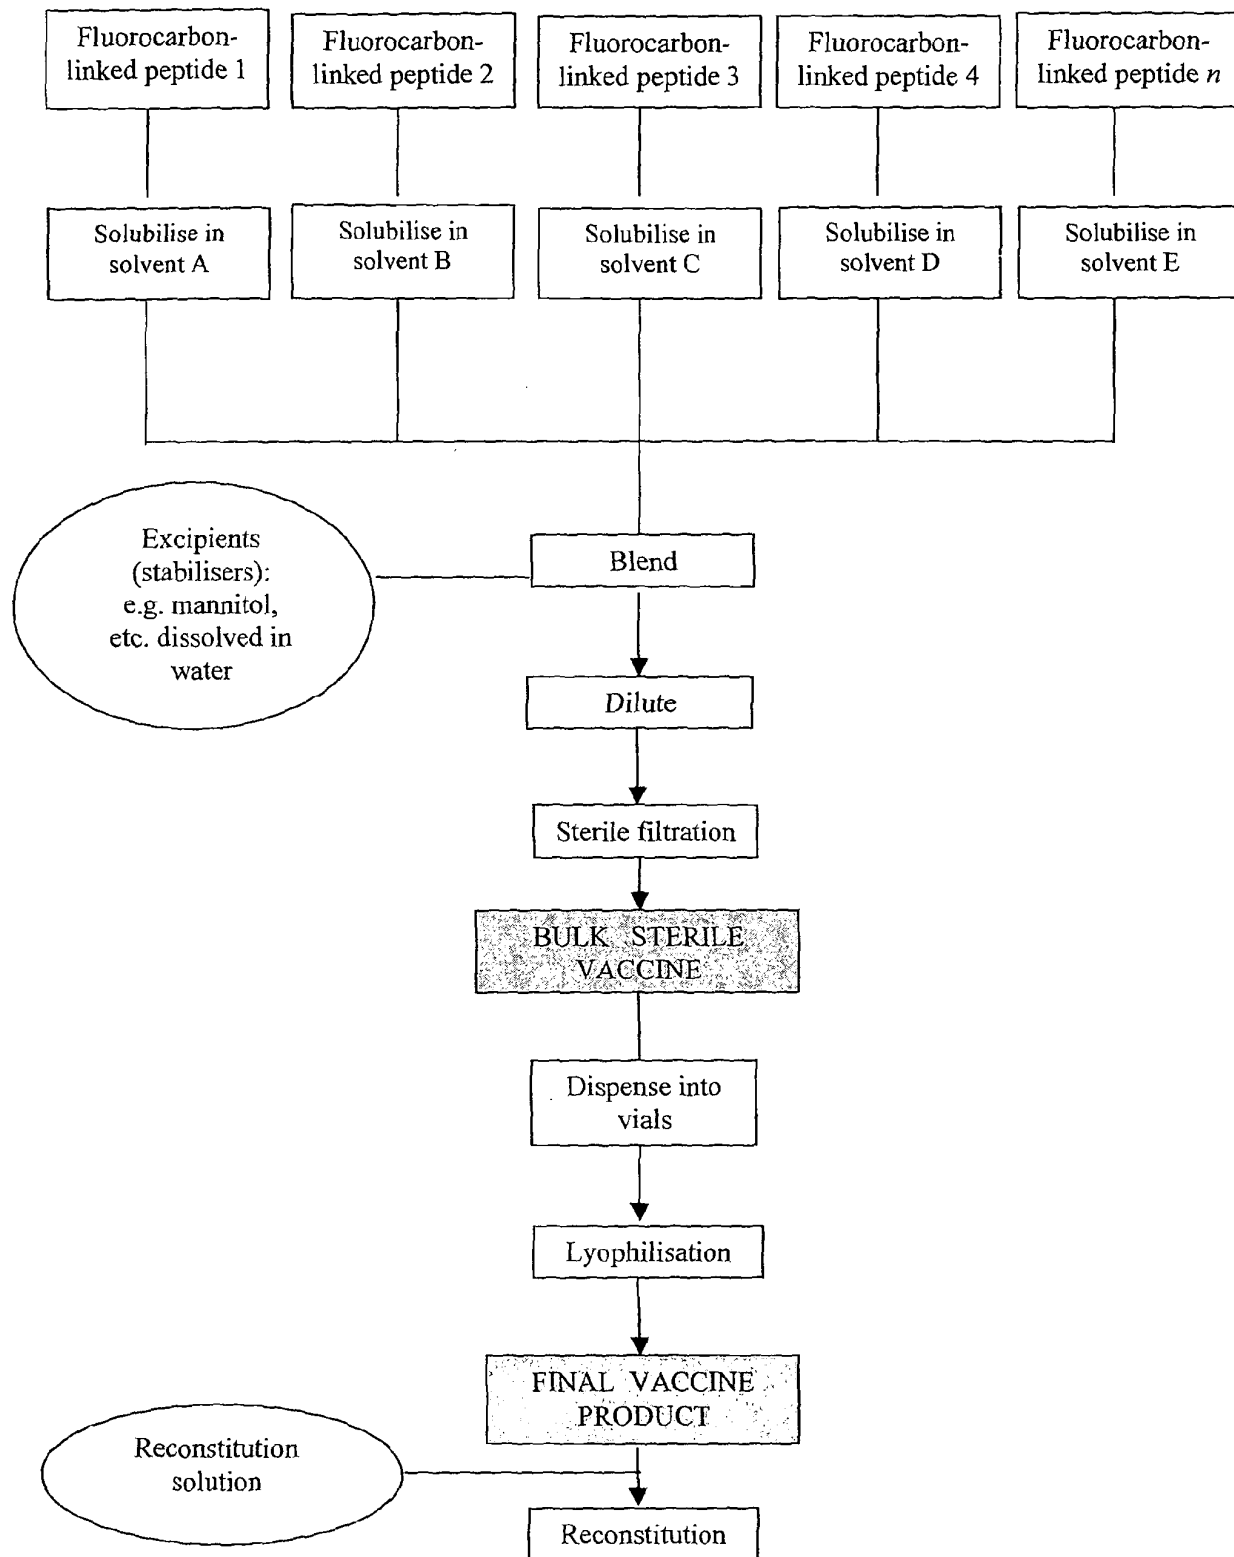 Fluorocarbon-
linked peptide 1
Fluorocarbon-
linked peptide 2
Fluorocarbon-
linked peptide 3
Fluorocarbon-
linked peptide 4
Fluorocarbon-
linked peptide n
Solubilise in
solvent A
Solubilise in
solvent B
Solubilise in
solvent C
Solubilise in
solvent D
Solubilise in
solvent E
Excipients
(stabilisers):
e.g. mannitol,
etc. dissolved in
water
Blend
Dilute
Sterile filtration
BULK STERILE
VACCINE
Dispense into
vials
Lyophilisation
FINAL VACCINE
PRODUCT
Reconstitution
solution
Reconstitution